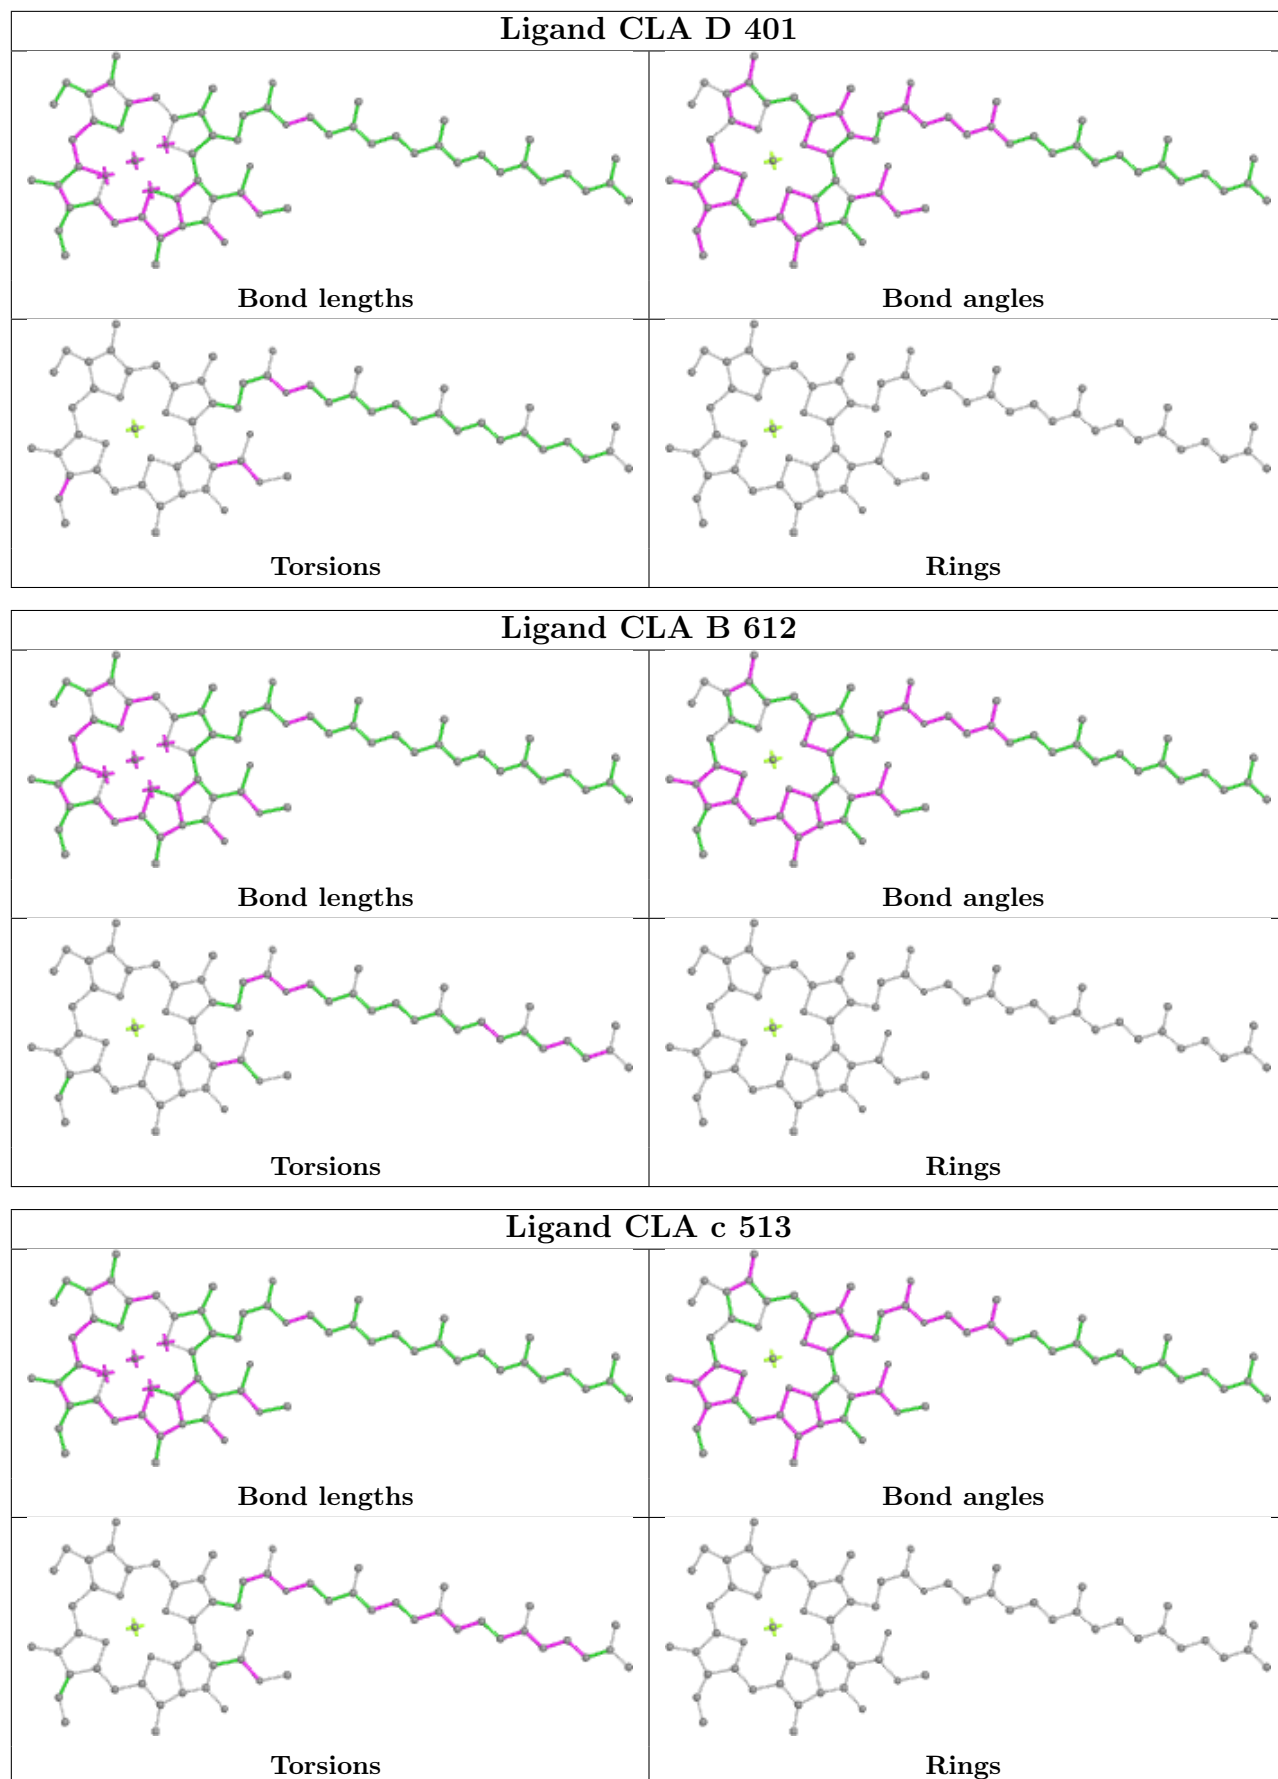 Ligand CLA D 401
Bond lengths
Bond angles
Torsions
Rings
Ligand CLA B 612
Bond lengths
Bond angles
Torsions
Rings
Ligand CLA c 513
Bond lengths
Bond angles
Torsions
Rings